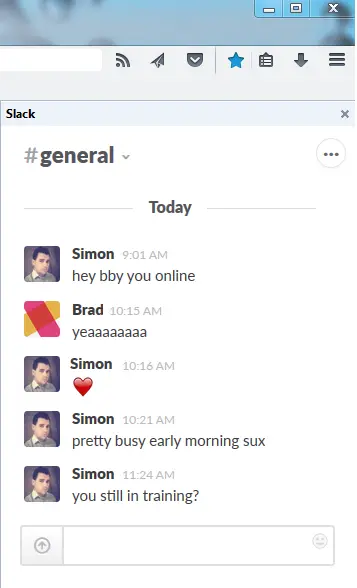 Slack
#general
Today
Simon 9:01 AM
hey bby you online
Brad 10:15 AM
yeaaaaaaaa
Simon 10:16 AM
❤
Simon 10:21 AM
pretty busy early morning sux
Simon 11:24 AM
you still in training?